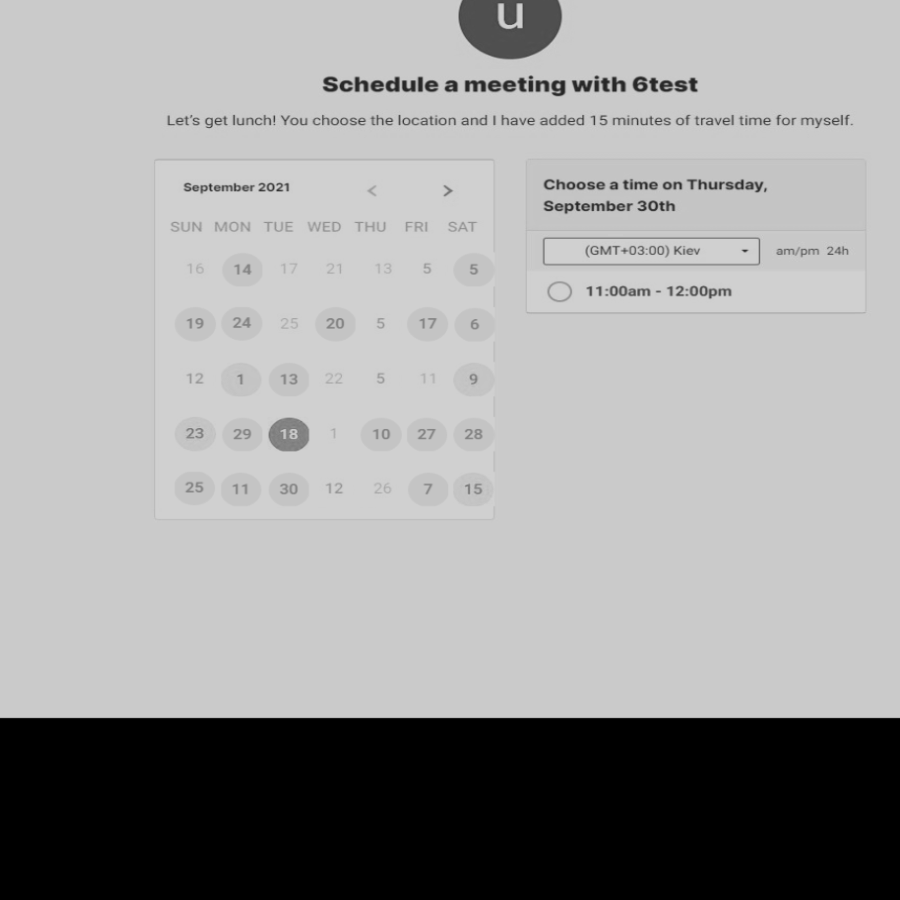 u
Schedule a meeting with 6test
Let's get lunch! You choose the location and I have added 15 minutes of travel time for myself.
September 2021 < >
SUN MON TUE WED THU FRI SAT
16 14 17 21 13 5 5
19 24 25 20 5 17 6
12 1 13 22 5 11 9
23 29 18 1 10 27 28
25 11 30 12 26 7 15
Choose a time on Thursday,
September 30th
(GMT+03:00) Kiev am/pm 24h
11:00am - 12:00pm